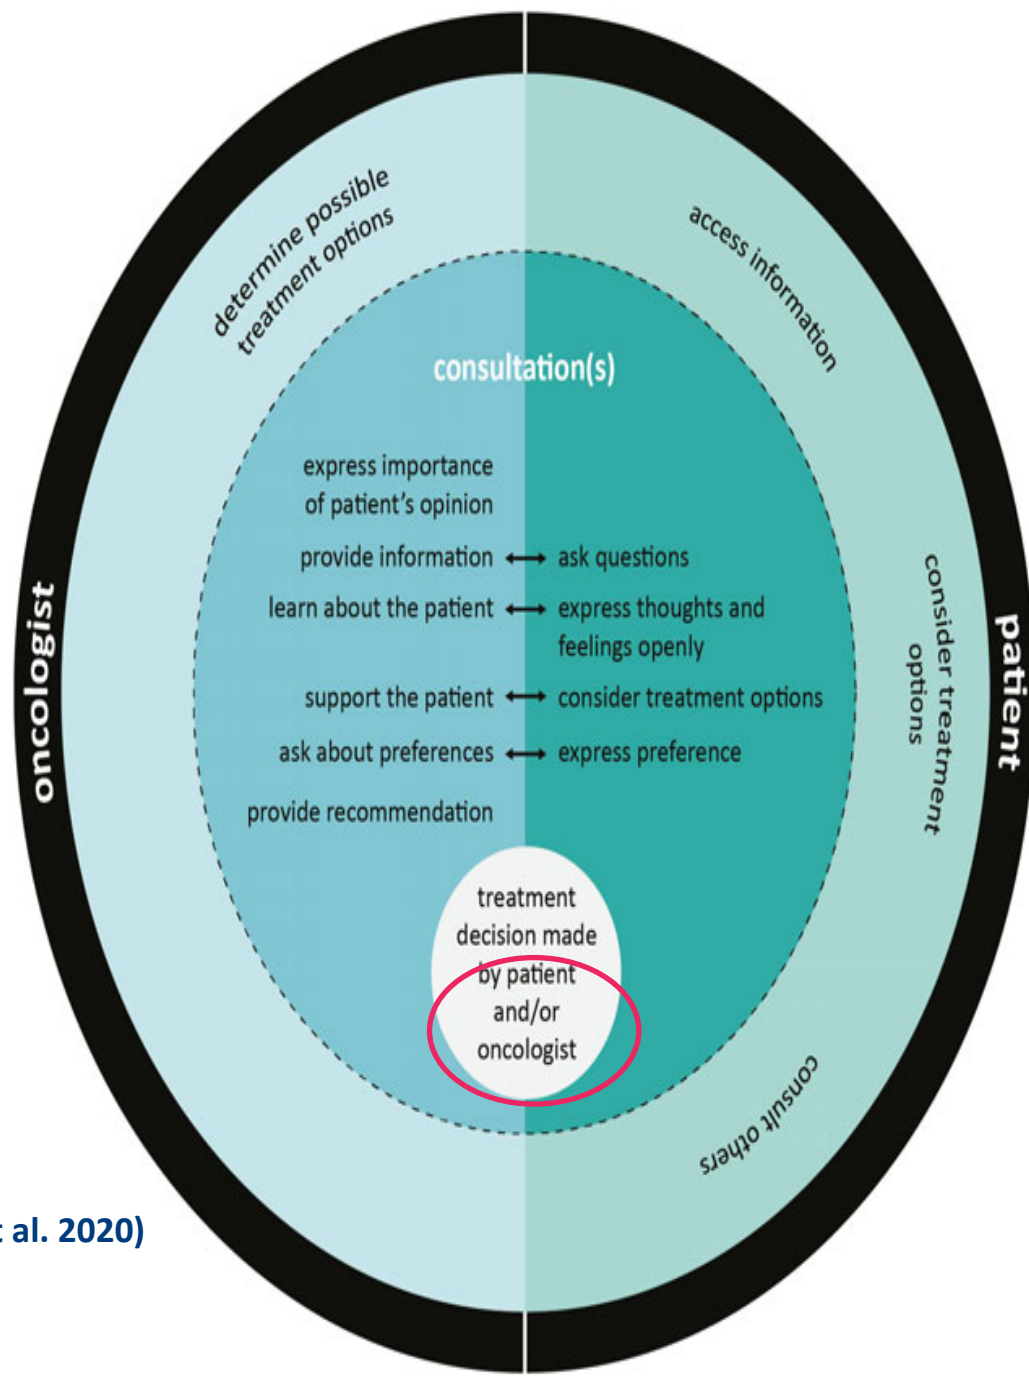 oncologist
patient
determine possible
treatment options
access information
consider treatment
options
consult others
consultation(s)
express importance
of patient's opinion
provide information
ask questions
learn about the patient
express thoughts and
feelings openly
support the patient
consider treatment options
ask about preferences
express preference
provide recommendation
treatment
decision made
by patient
and/or
oncologist
al. 2020)